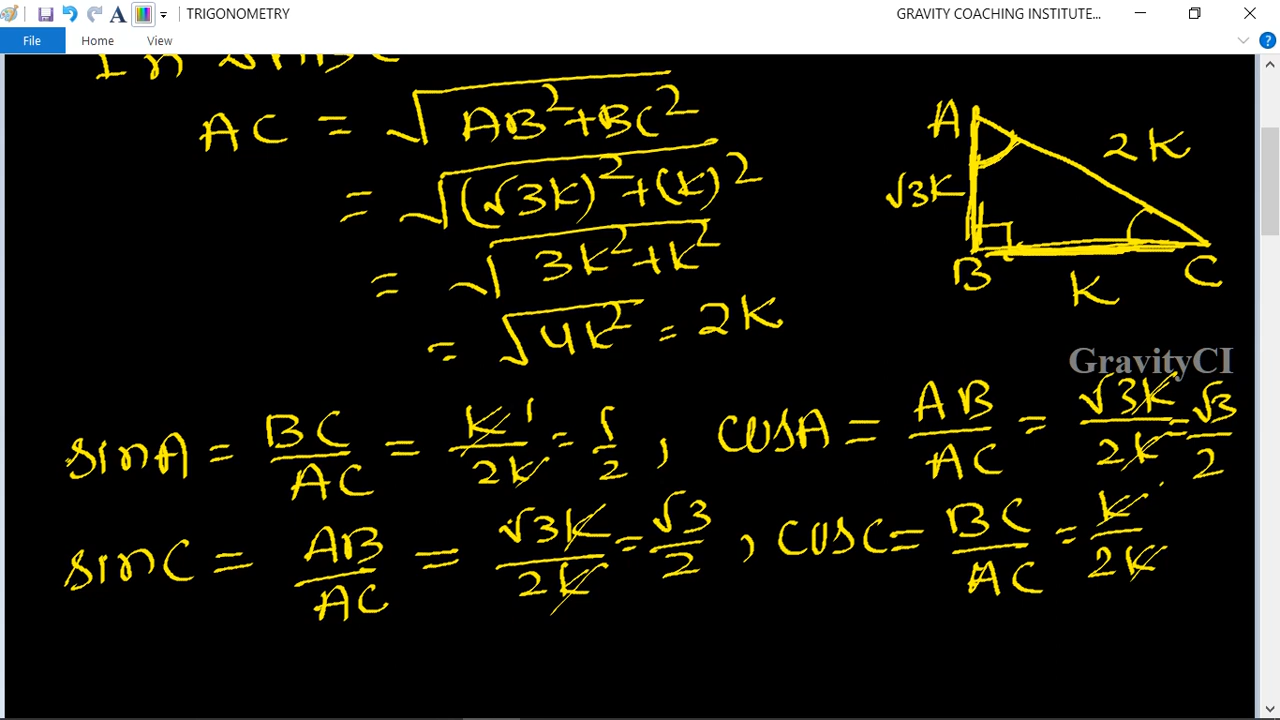 TRIGONOMETRY
GRAVITY COACHING INSTITUTE...
File Home View
AC = √(AB² + BC²)
= √((√3K)² + (K)²)
= √(3K² + K²)
= √(4K²) = 2K
A
2K
√3K
B
K
C
GravityCI
sinA = BC/AC = K/2K = 1/2 , cosA = AB/AC = √3K/2K = √3/2
sinC = AB/AC = √3K/2K = √3/2 , cosC = BC/AC = K/2K